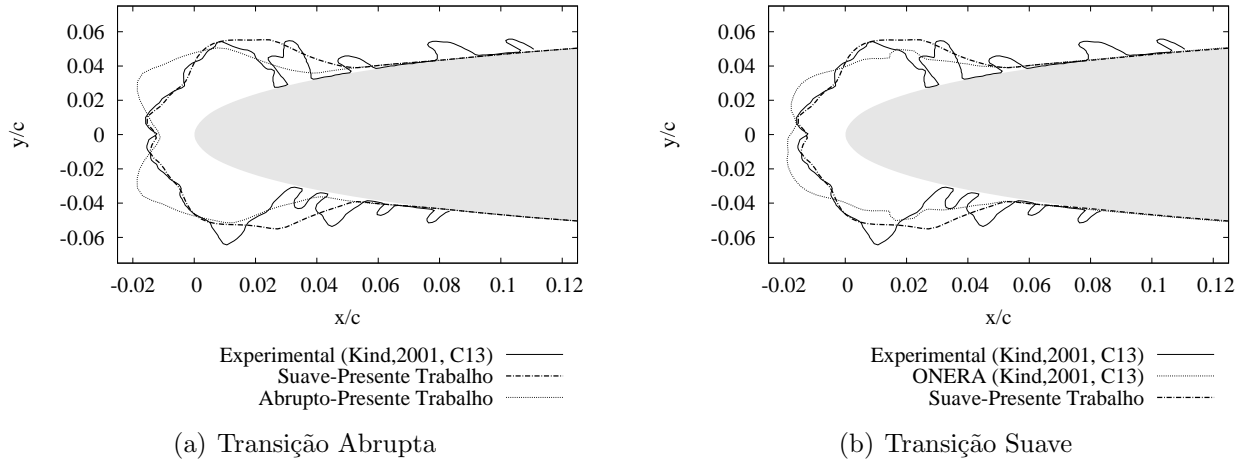 0.06
0.04
0.02
0
-0.02
-0.04
-0.06
y/c
-0.02 0 0.02 0.04 0.06 0.08 0.1 0.12
x/c
Experimental (Kind,2001, C13)
Suave-Presente Trabalho
Abrupto-Presente Trabalho
(a) Transição Abrupta
0.06
0.04
0.02
0
-0.02
-0.04
-0.06
y/c
-0.02 0 0.02 0.04 0.06 0.08 0.1 0.12
x/c
Experimental (Kind,2001, C13)
ONERA (Kind,2001, C13)
Suave-Presente Trabalho
(b) Transição Suave